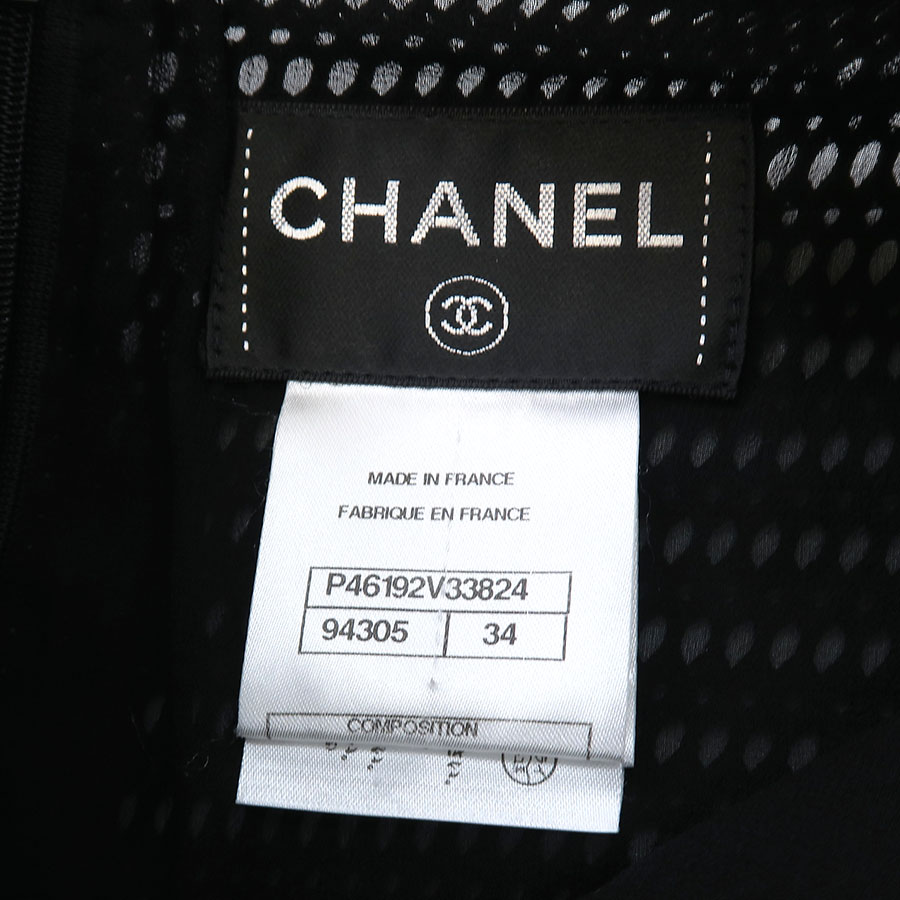 CHANEL
MADE IN FRANCE
FABRIQUE EN FRANCE
P46192V33824
94305 34
COMPOSITION